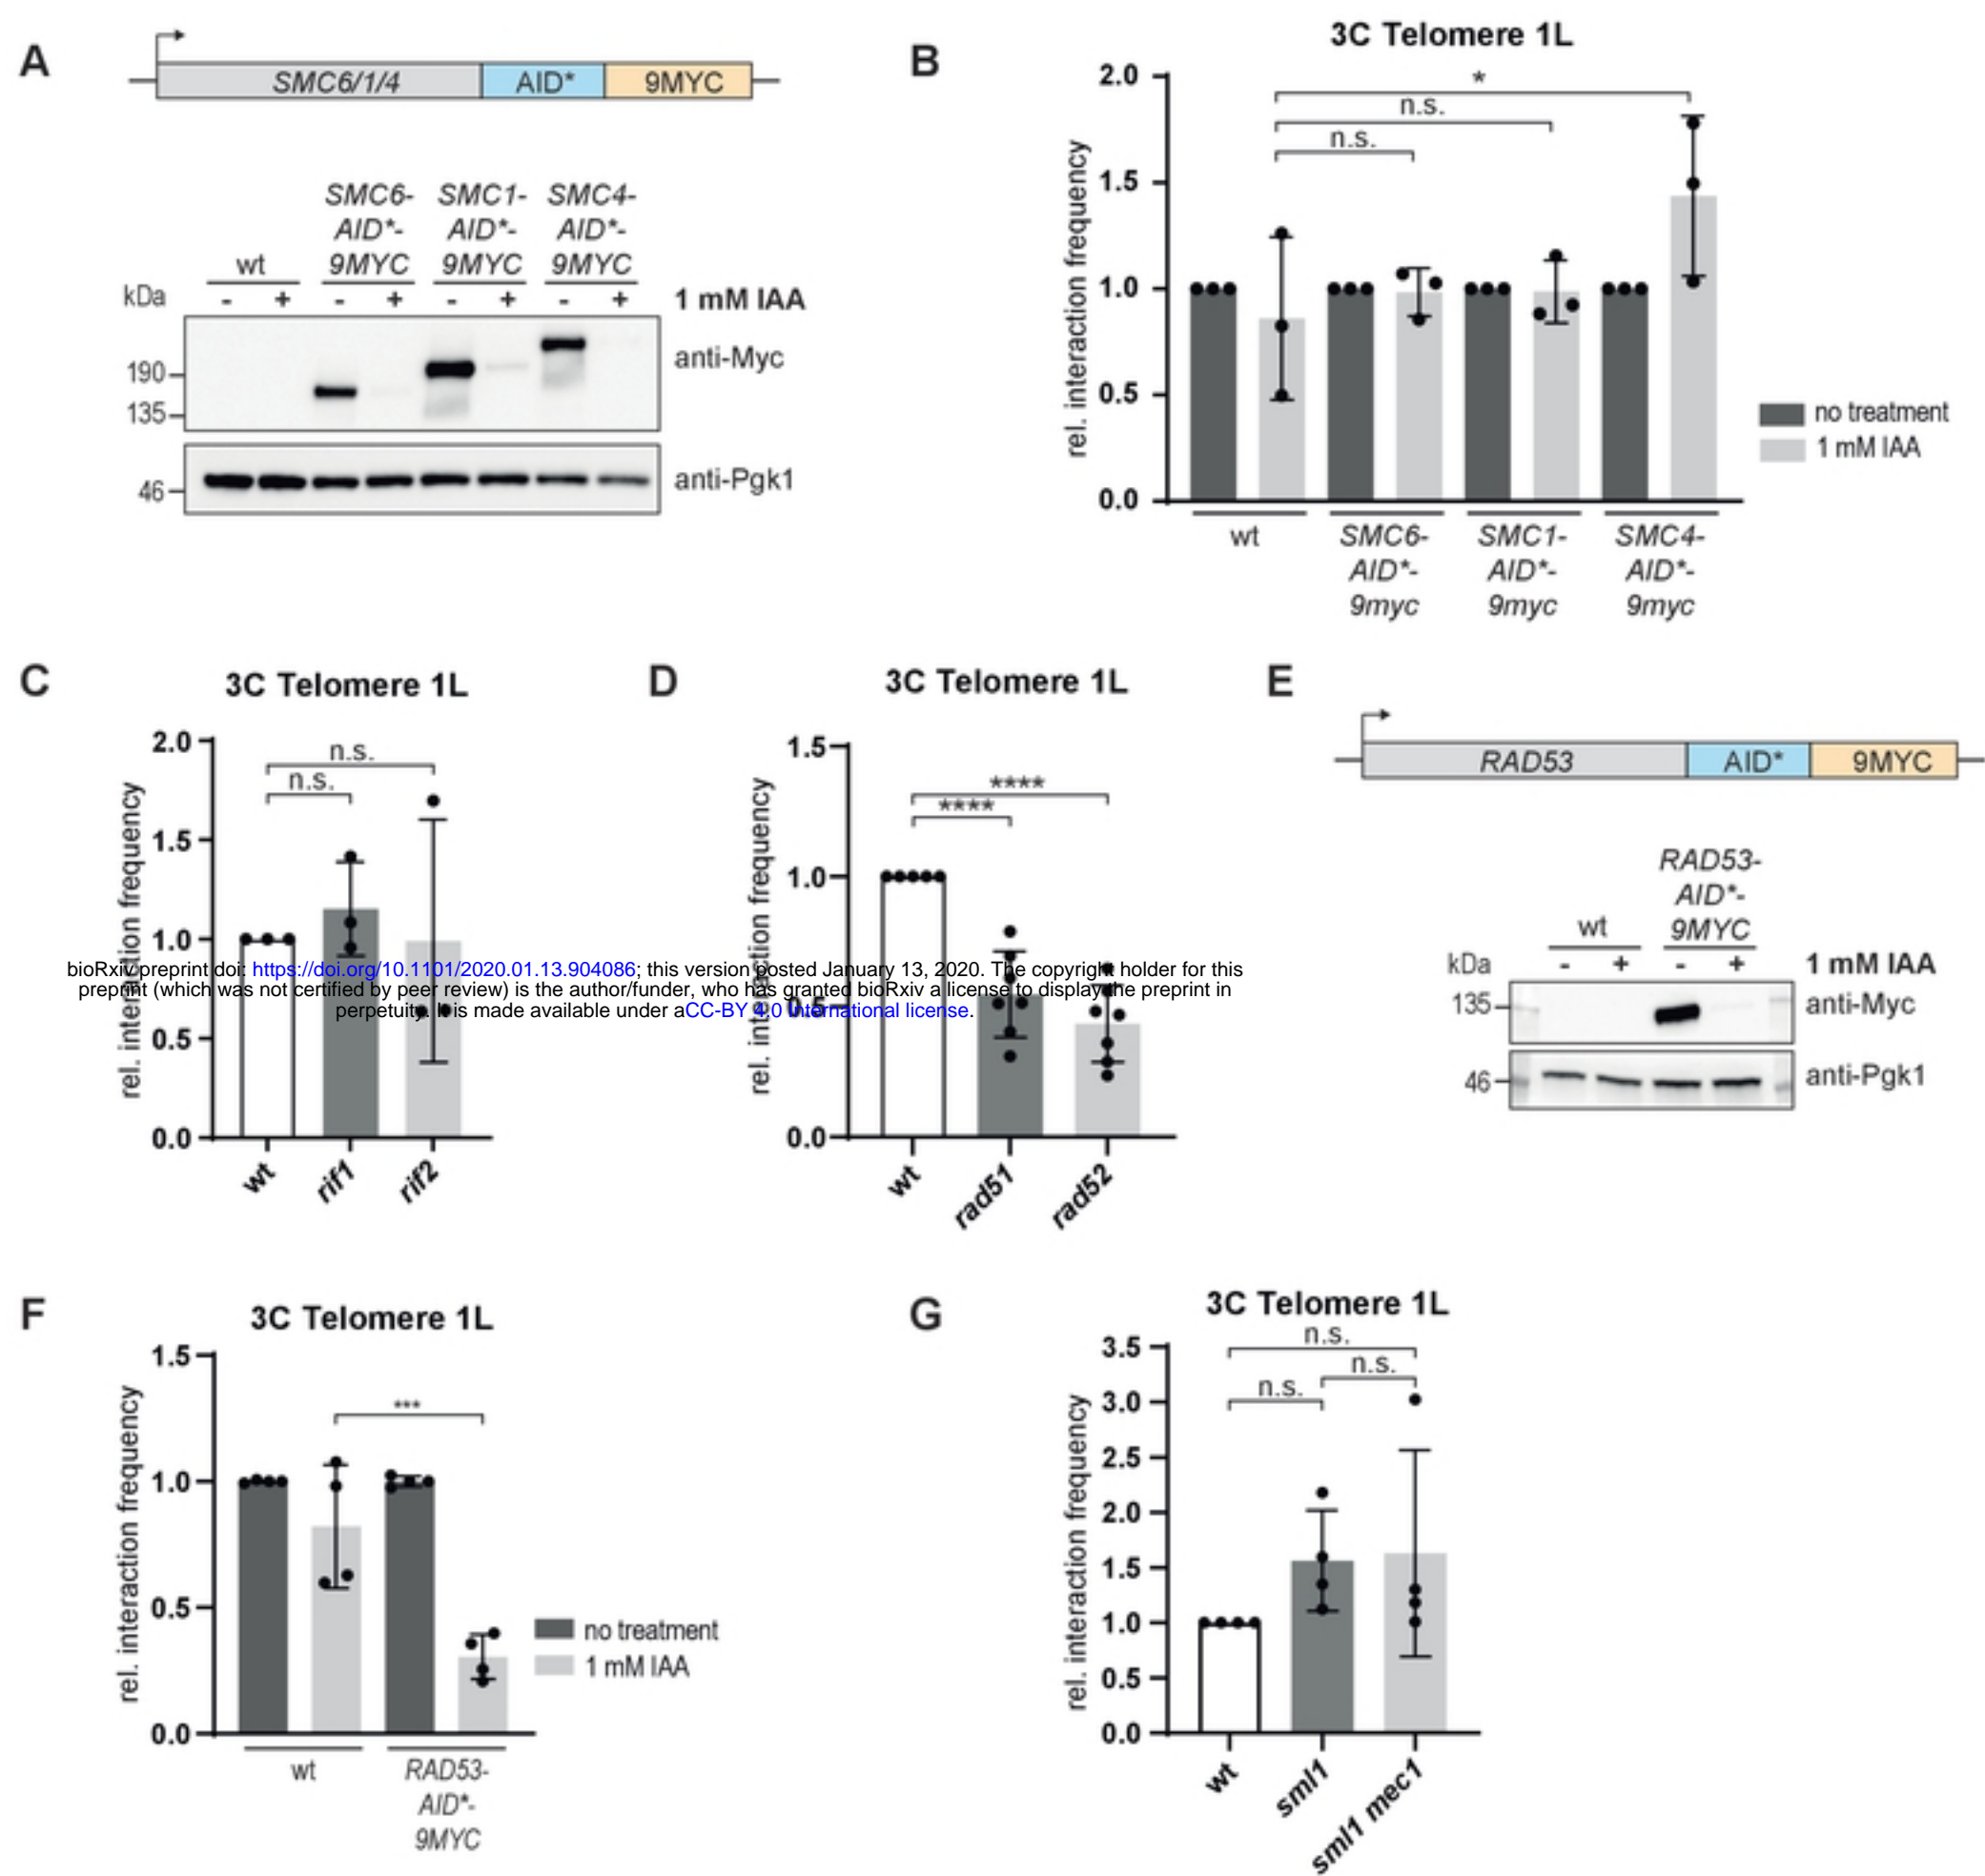 A
SMC6/1/4 AID* 9MYC
SMC6- SMC1- SMC4-
AID*- AID*- AID*-
wt 9MYC 9MYC 9MYC
kDa - + - + - + - + 1 mM IAA
190 anti-Myc
135
46 anti-Pgk1
B
3C Telomere 1L
rel. interaction frequency
2.0
1.5
1.0
0.5
0.0
*
n.s.
n.s.
no treatment
1 mM IAA
wt SMC6- SMC1- SMC4-
AID*- AID*- AID*-
9myc 9myc 9myc
C
3C Telomere 1L
rel. interaction frequency
2.0
1.5
1.0
0.5
0.0
n.s.
n.s.
wt rif1 rif2
D
3C Telomere 1L
rel. interaction frequency
1.5
1.0
0.5
0.0
****
****
wt rad51 rad52
E
RAD53 AID* 9MYC
RAD53-
AID*-
wt 9MYC
kDa - + - + 1 mM IAA
135 anti-Myc
46 anti-Pgk1
bioRxiv preprint doi: https://doi.org/10.1101/2020.01.13.904086; this version posted January 13, 2020. The copyright holder for this
preprint (which was not certified by peer review) is the author/funder, who has granted bioRxiv a license to display the preprint in
perpetuity. It is made available under aCC-BY 4.0 International license.
F
3C Telomere 1L
rel. interaction frequency
1.5
1.0
0.5
0.0
***
no treatment
1 mM IAA
wt RAD53-
AID*-
9MYC
G
3C Telomere 1L
rel. interaction frequency
3.5
3.0
2.5
2.0
1.5
1.0
0.5
0.0
n.s.
n.s.
n.s.
wt sml1 sml1 mec1